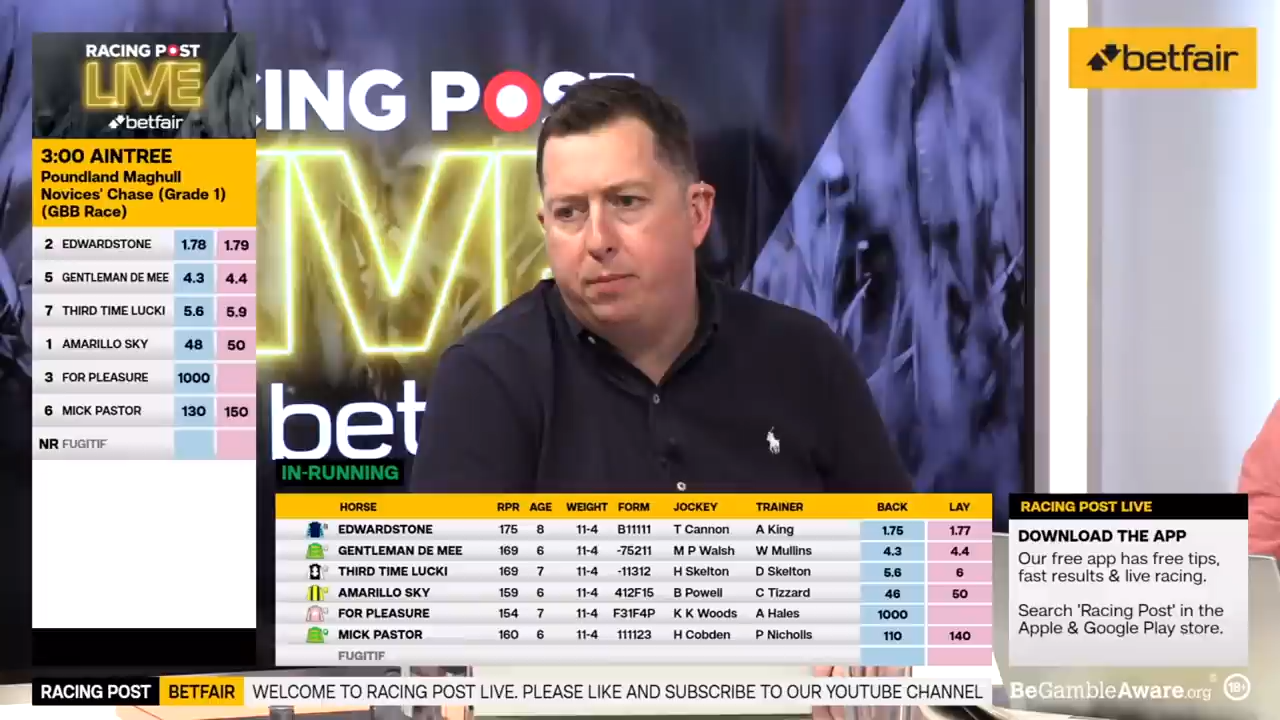 RACING POST
LIVE
betfair
CING POS
betfair
3:00 AINTREE
Poundland Maghull
Novices' Chase (Grade 1)
(GBB Race)
2 EDWARDSTONE 1.78 1.79
5 GENTLEMAN DE MEE 4.3 4.4
7 THIRD TIME LUCKI 5.6 5.9
1 AMARILLO SKY 48 50
3 FOR PLEASURE 1000
6 MICK PASTOR 130 150
NR FUGITIF
bet
IN-RUNNING
HORSE RPR AGE WEIGHT FORM JOCKEY TRAINER BACK LAY
EDWARDSTONE 175 8 11-4 B11111 T Cannon A King 1.75 1.77
GENTLEMAN DE MEE 169 6 11-4 -75211 M P Walsh W Mullins 4.3 4.4
THIRD TIME LUCKI 169 7 11-4 -11312 H Skelton D Skelton 5.6 6
AMARILLO SKY 159 6 11-4 412F15 B Powell C Tizzard 46 50
FOR PLEASURE 154 7 11-4 F31F4P K K Woods A Hales 1000
MICK PASTOR 160 6 11-4 111123 H Cobden P Nicholls 110 140
FUGITIF
RACING POST LIVE
DOWNLOAD THE APP
Our free app has free tips,
fast results & live racing.
Search 'Racing Post' in the
Apple & Google Play store.
RACING POST BETFAIR WELCOME TO RACING POST LIVE. PLEASE LIKE AND SUBSCRIBE TO OUR YOUTUBE CHANNEL
BeGambleAware.org 18+